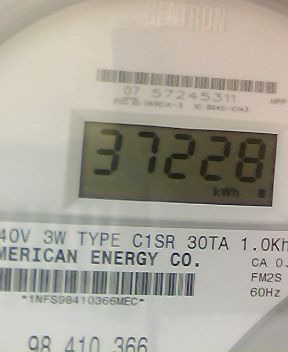 CENTRON
07 57245311
37228
kWh
40V 3W TYPE C1SR 30TA 1.0Kh
MERICAN ENERGY CO.
CA 0.
FM2S
60Hz
*1NFS98410366MEC*
98 410 366